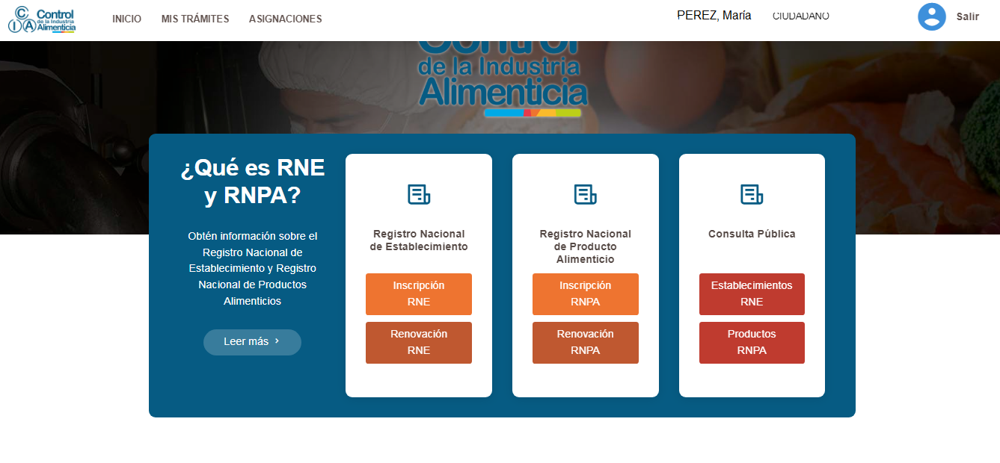 C
I A
Control
de la Industria
Alimenticia
INICIO
MIS TRÁMITES
ASIGNACIONES
PEREZ, María
CIUDADANO
Salir
Control
de la Industria
Alimenticia
¿Qué es RNE
y RNPA?
Obtén información sobre el
Registro Nacional de
Establecimiento y Registro
Nacional de Productos
Alimenticios
Leer más ›
Registro Nacional
de Establecimiento
Inscripción
RNE
Renovación
RNE
Registro Nacional
de Producto
Alimenticio
Inscripción
RNPA
Renovación
RNPA
Consulta Pública
Establecimientos
RNE
Productos
RNPA